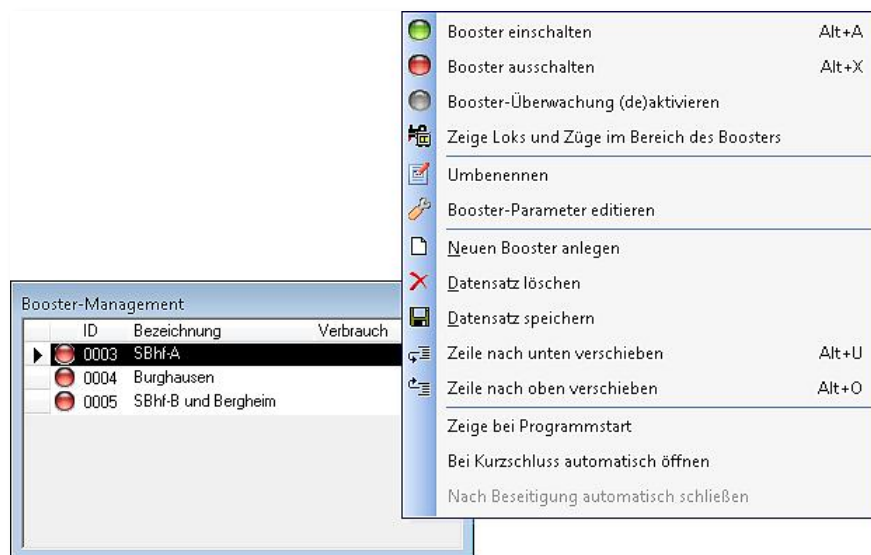 Booster einschalten Alt+A
Booster ausschalten Alt+X
Booster-Überwachung (de)aktivieren
Zeige Loks und Züge im Bereich des Boosters
Umbenennen
Booster-Parameter editieren
Neuen Booster anlegen
Datensatz löschen
Datensatz speichern
Zeile nach unten verschieben Alt+U
Zeile nach oben verschieben Alt+O
Zeige bei Programmstart
Bei Kurzschluss automatisch öffnen
Nach Beseitigung automatisch schließen
Booster-Management
ID Bezeichnung Verbrauch
0003 SBhf-A
0004 Burghausen
0005 SBhf-B und Bergheim